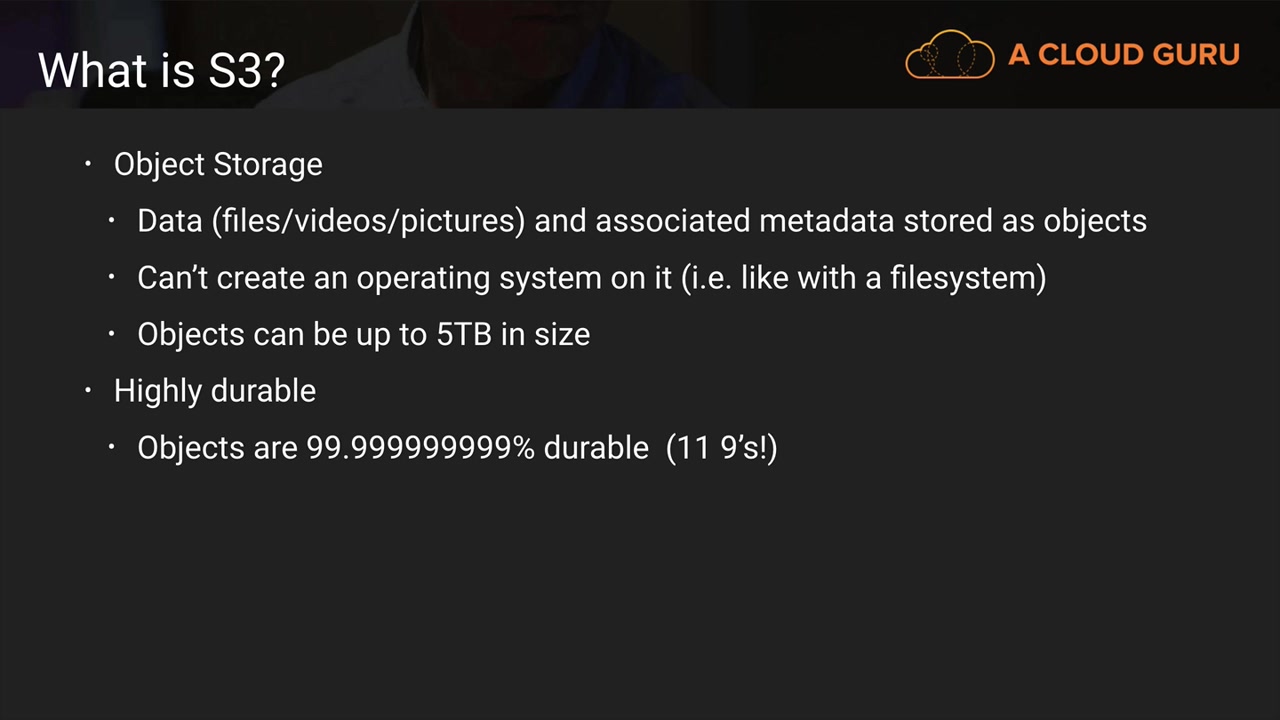 What is S3?
A CLOUD GURU
• Object Storage
• Data (files/videos/pictures) and associated metadata stored as objects
• Can’t create an operating system on it (i.e. like with a filesystem)
• Objects can be up to 5TB in size
• Highly durable
• Objects are 99.999999999% durable  (11 9’s!)